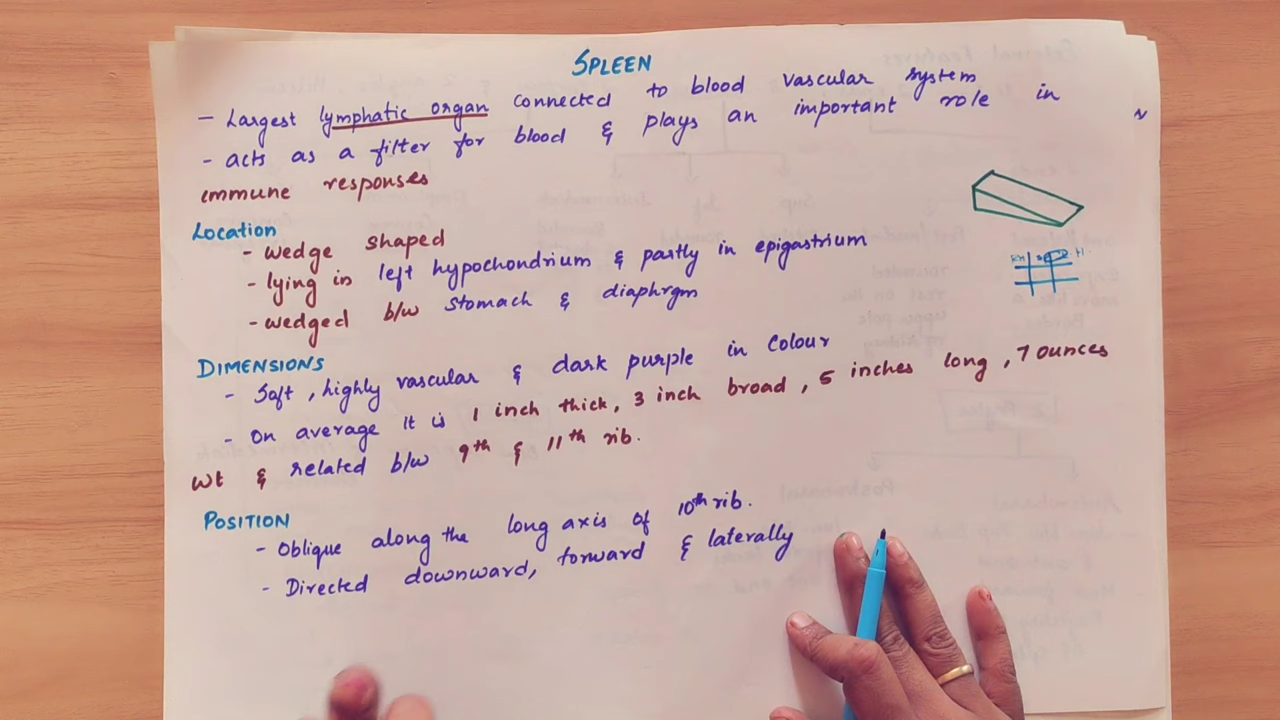 SPLEEN
- Largest lymphatic organ connected to blood vascular system
- acts as a filter for blood & plays an important role in
immune responses
Location
- wedge shaped
- lying in left hypochondrium & partly in epigastrium
- wedged b/w stomach & diaphrgm
DIMENSIONS
- Soft, highly vascular & dark purple in Colour
- On average it is 1 inch thick, 3 inch broad, 5 inches long, 7 ounces
wt & related b/w 9th & 11th rib.
POSITION
- Oblique along the long axis of 10th rib.
- Directed downward, forward & laterally